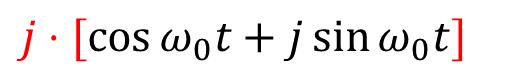 j · [cos ω₀t + j sin ω₀t]